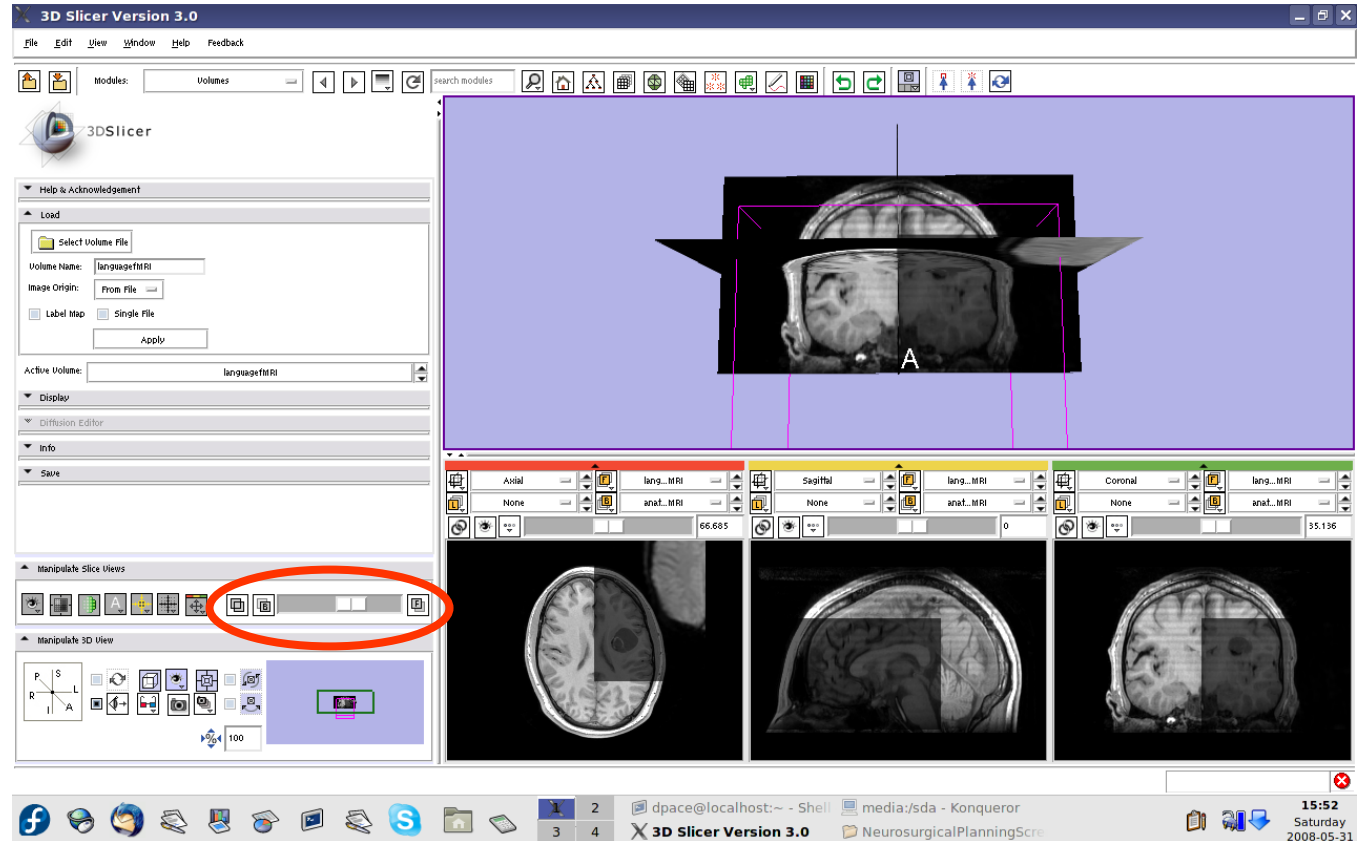 3D Slicer Version 3.0
File Edit View Window Help Feedback
Modules: Volumes search modules
3DSlicer
Help & Acknowledgement
Load
Select Volume File
Volume Name: languagefMRI
Image Origin: From File
Label Map Single File
Apply
Active Volume: languagefMRI
Display
Diffusion Editor
Info
Save
Manipulate Slice Views
B F
Manipulate 3D View
P S
R L
I A
% 100
A
Axial F lang...MRI
L None B anat...MRI
66.685
Sagittal F lang...MRI
L None B anat...MRI
0
Coronal F lang...MRI
L None B anat...MRI
35.136
1 2
3 4
dpace@localhost:~ - Shell
media:/sda - Konqueror
3D Slicer Version 3.0
NeurosurgicalPlanningScre
15:52
Saturday
2008-05-31